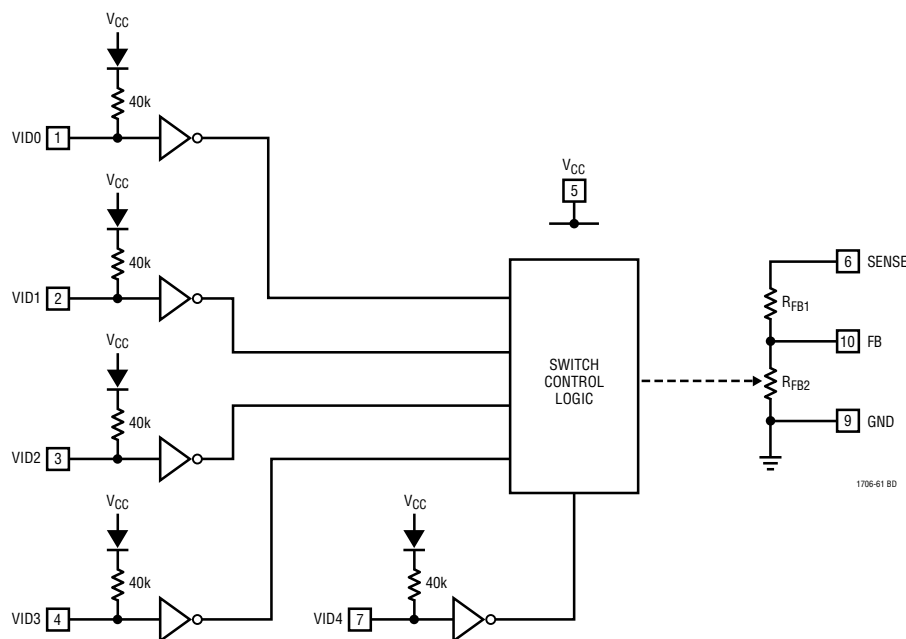 VCC
40k
VID0 1
VCC
5
VCC
40k
VID1 2
6 SENSE
RFB1
10 FB
VCC
40k
VID2 3
SWITCH
CONTROL
LOGIC
RFB2
9 GND
1706-61 BD
VCC
40k
VID3 4
VCC
40k
VID4 7